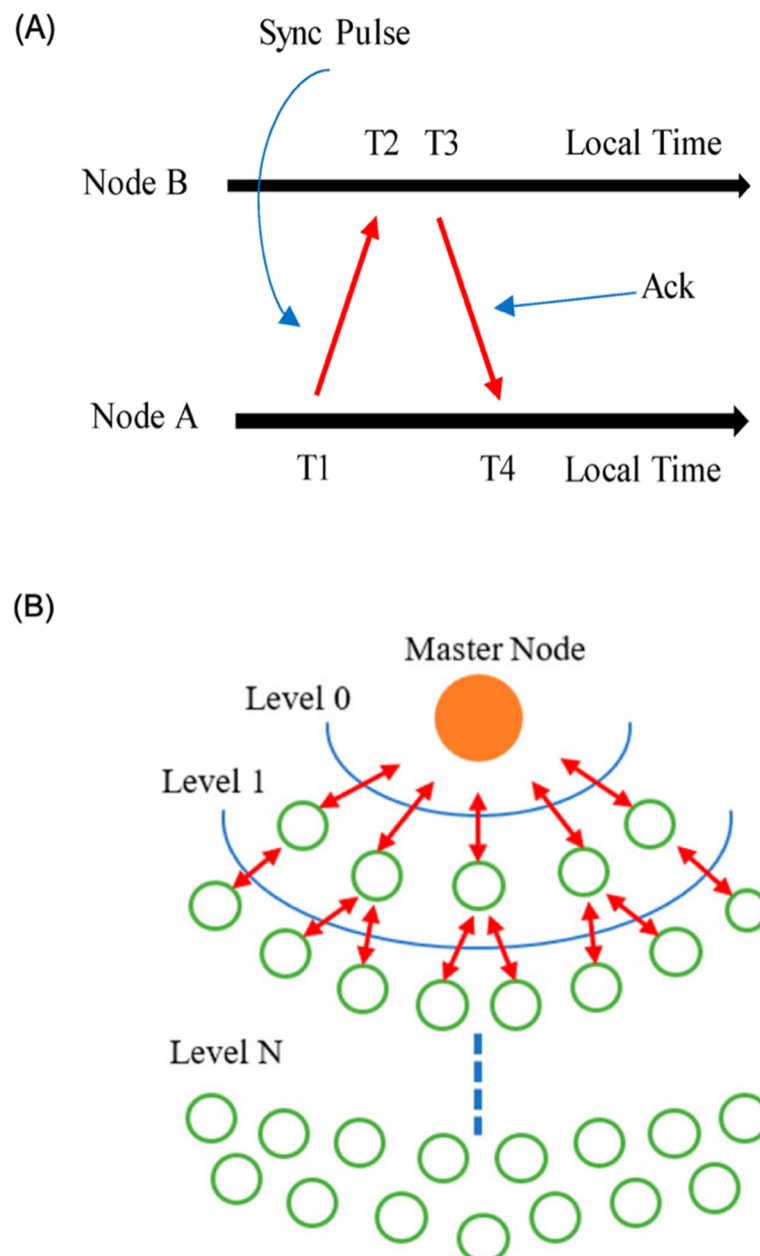 (A)
Sync Pulse
T2 T3 Local Time
Node B
Ack
Node A
T1 T4 Local Time
(B)
Master Node
Level 0
Level 1
Level N